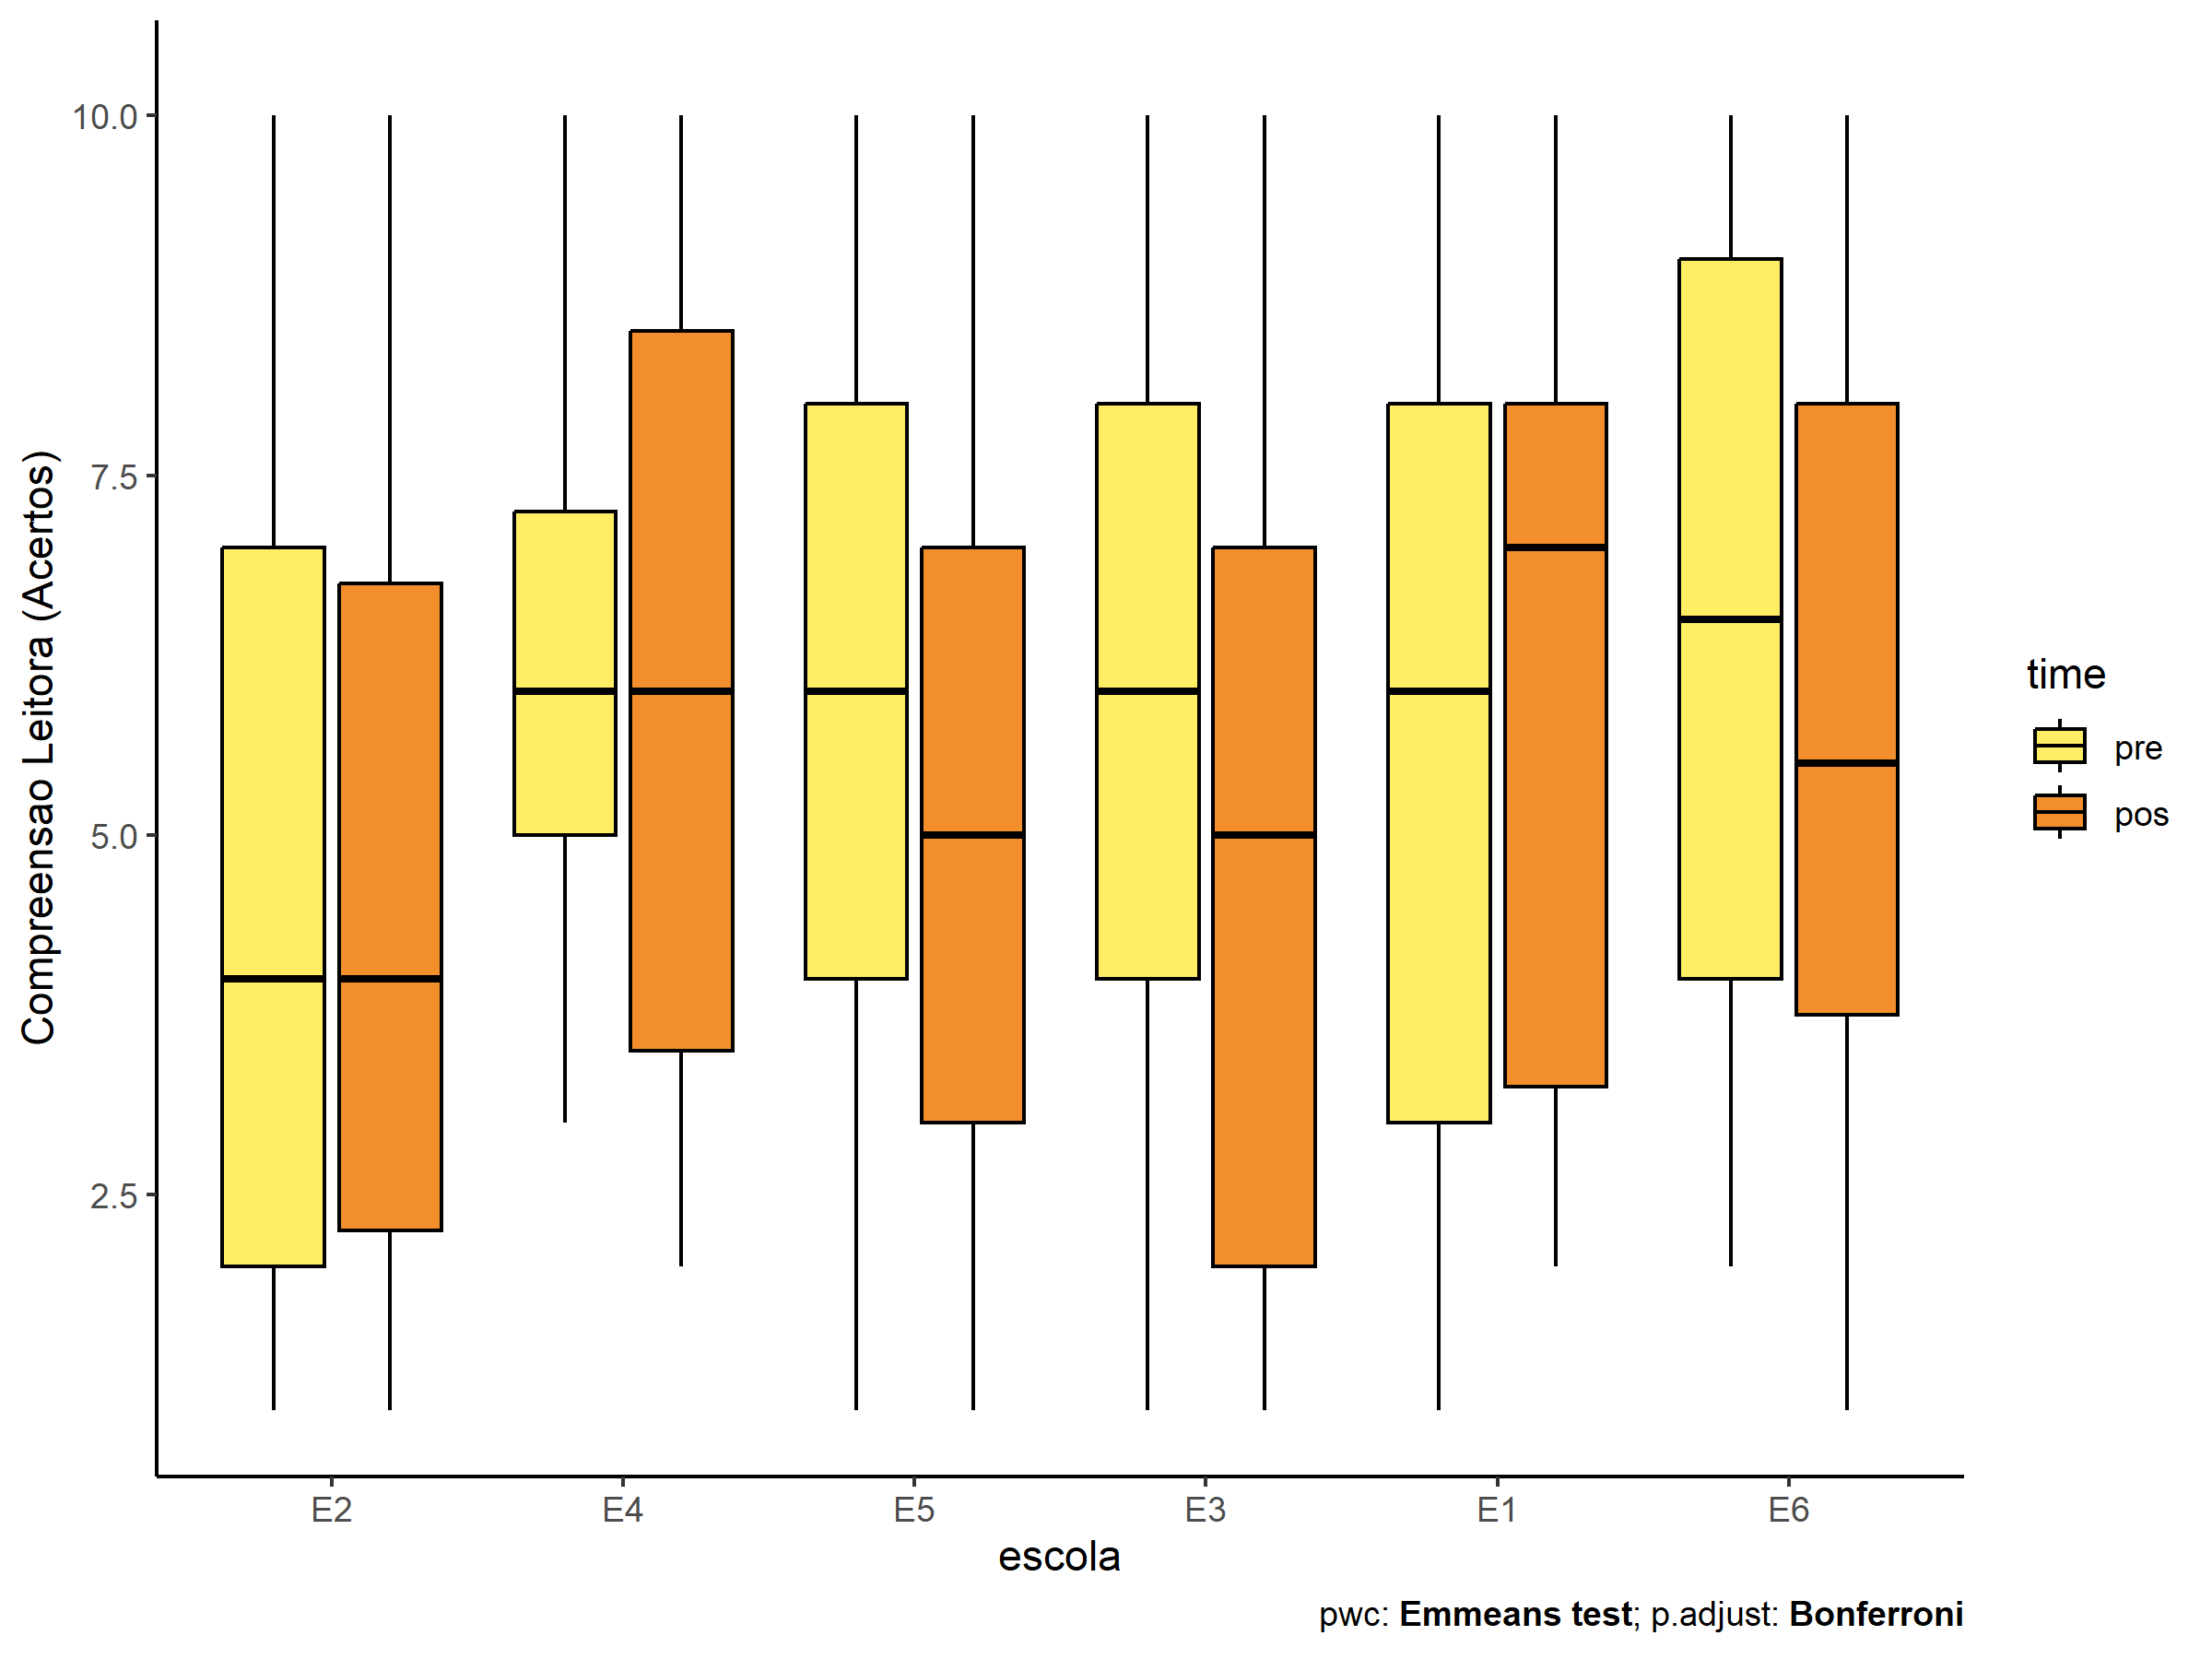 Compreensao Leitora (Acertos)
10.0
7.5
5.0
2.5
E2 E4 E5 E3 E1 E6
escola
time
pre
pos
pwc: Emmeans test; p.adjust: Bonferroni